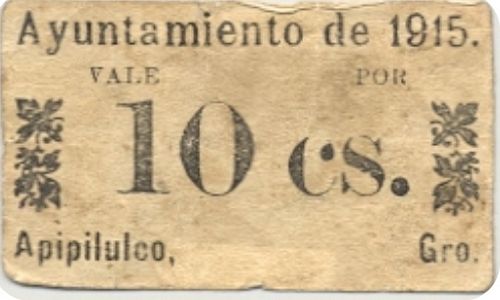 Ayuntamiento de 1915.
VALE POR
10 cs.
Apipilulco, Gro.